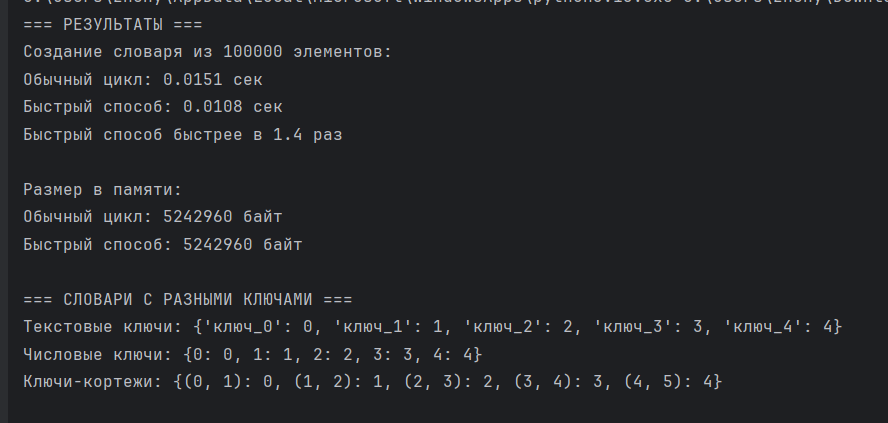 === РЕЗУЛЬТАТЫ ===
Создание словаря из 100000 элементов:
Обычный цикл: 0.0151 сек
Быстрый способ: 0.0108 сек
Быстрый способ быстрее в 1.4 раз
Размер в памяти:
Обычный цикл: 5242960 байт
Быстрый способ: 5242960 байт
=== СЛОВАРИ С РАЗНЫМИ КЛЮЧАМИ ===
Текстовые ключи: {'ключ_0': 0, 'ключ_1': 1, 'ключ_2': 2, 'ключ_3': 3, 'ключ_4': 4}
Числовые ключи: {0: 0, 1: 1, 2: 2, 3: 3, 4: 4}
Ключи-кортежи: {(0, 1): 0, (1, 2): 1, (2, 3): 2, (3, 4): 3, (4, 5): 4}